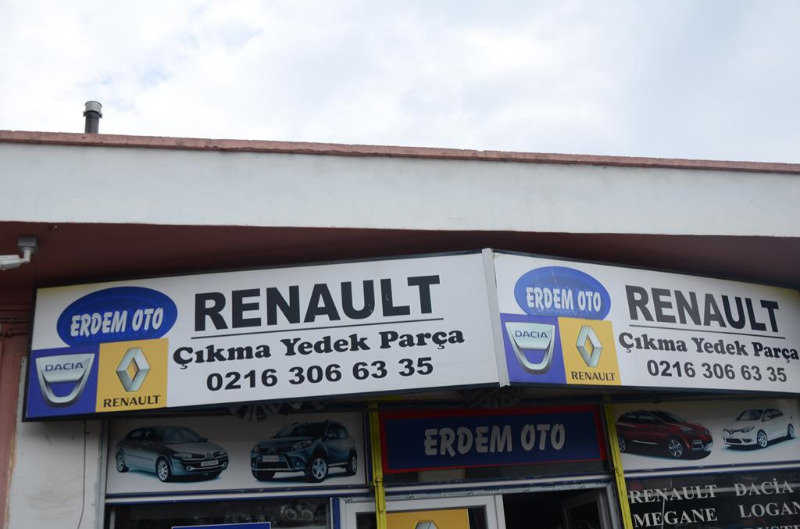 ERDEM OTO
RENAULT
Çıkma Yedek Parça
0216 306 63 35
DACIA
RENAULT
ERDEM OTO
RENAULT
Çıkma Yedek Parça
0216 306 63 35
DACIA
RENAULT
ERDEM OTO
RENAULT DACİA
MEGANE LOGAN